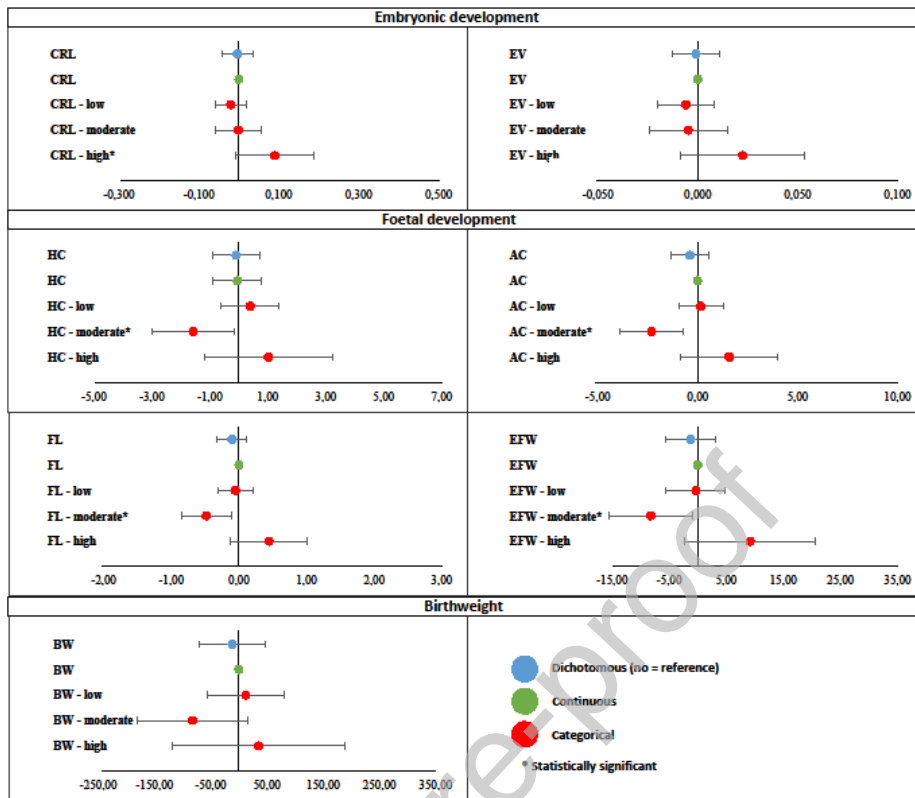 Embryonic development
CRL
CRL
CRL - low
CRL - moderate
CRL - high*
-0,300 -0,100 0,100 0,300 0,500
EV
EV
EV - low
EV - moderate
EV - high
-0,050 0,000 0,050 0,100
Foetal development
HC
HC
HC - low
HC - moderate*
HC - high
-5,00 -3,00 -1,00 1,00 3,00 5,00 7,00
AC
AC
AC - low
AC - moderate*
AC - high
-5,00 0,00 5,00 10,00
FL
FL
FL - low
FL - moderate*
FL - high
-2,00 -1,00 0,00 1,00 2,00 3,00
EFW
EFW
EFW - low
EFW - moderate*
EFW - high
-15,00 -5,00 5,00 15,00 25,00 35,00
Birthweight
BW
BW
BW - low
BW - moderate
BW - high
-250,00 -150,00 -50,00 50,00 150,00 250,00 350,00
Dichotomous (no = reference)
Continuous
Categorical
* Statistically significant
re-proof